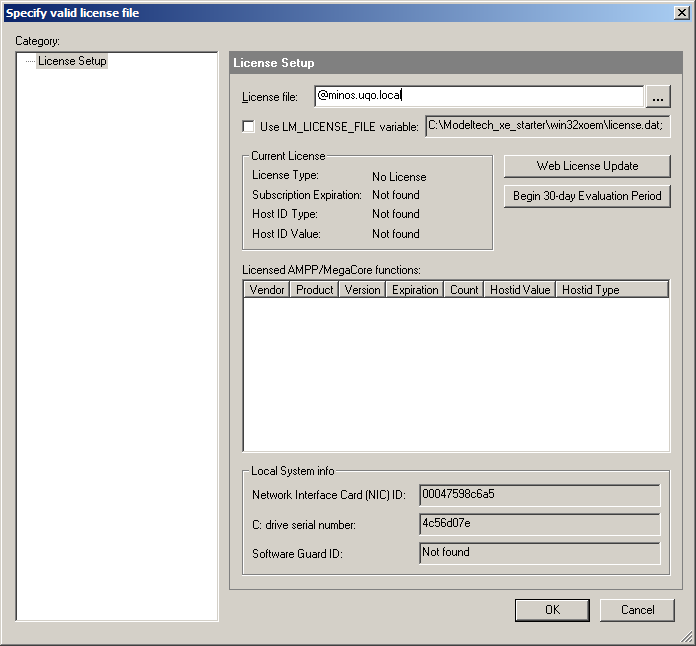 Specify valid license file
Category:
License Setup
License Setup
License file:
@minos.uqo.local
...
Use LM_LICENSE_FILE variable:
C:\Modeltech_xe_starter\win32xoem\license.dat;
Current License
License Type:
No License
Subscription Expiration:
Not found
Host ID Type:
Not found
Host ID Value:
Not found
Web License Update
Begin 30-day Evaluation Period
Licensed AMPP/MegaCore functions:
Vendor Product Version Expiration Count Hostid Value Hostid Type
Local System info
Network Interface Card (NIC) ID:
00047598c6a5
C: drive serial number:
4c56d07e
Software Guard ID:
Not found
OK
Cancel